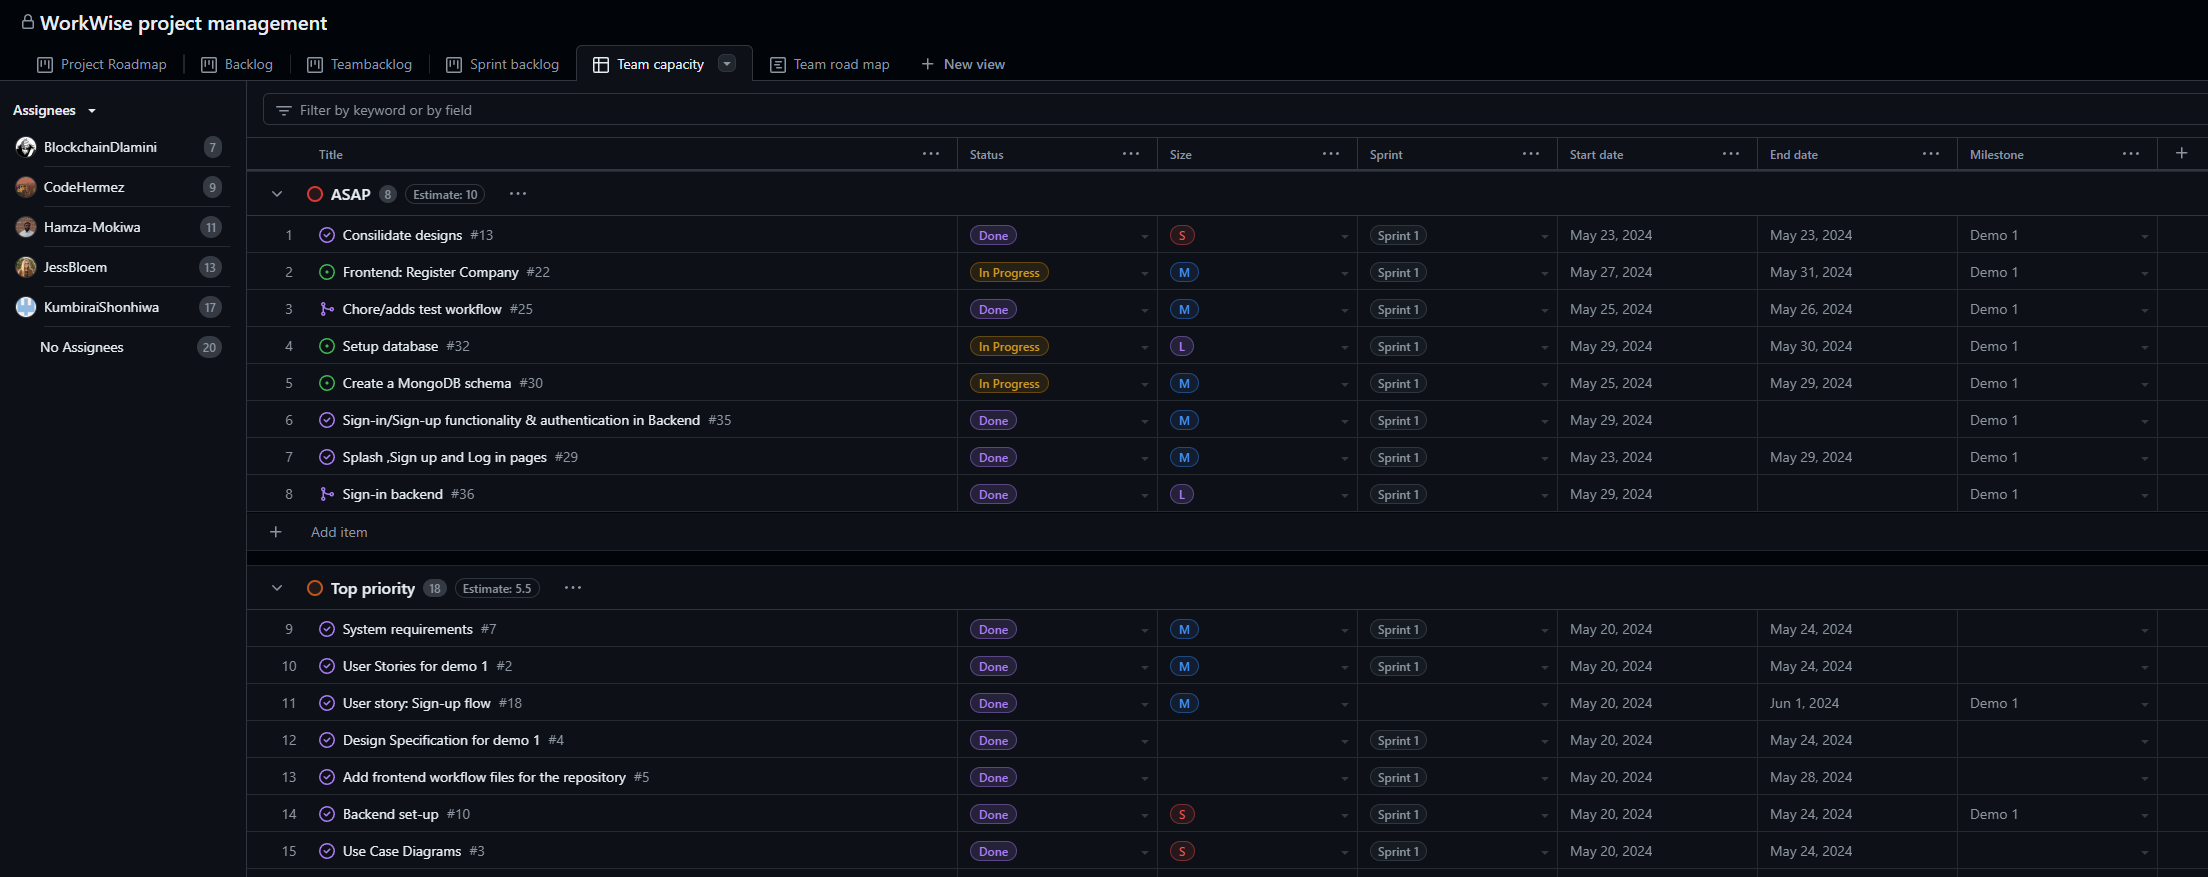 WorkWise project management
Project Roadmap Backlog Teambacklog Sprint backlog Team capacity Team road map New view
Assignees
BlockchainDlamini 7
CodeHermez 9
Hamza-Mokiwa 11
JessBloem 13
KumbiraiShonhiwa 17
No Assignees 20
Filter by keyword or by field
Title Status Size Sprint Start date End date Milestone
ASAP 8 Estimate: 10
1 Consilidate designs #13 Done S Sprint 1 May 23, 2024 May 23, 2024 Demo 1
2 Frontend: Register Company #22 In Progress M Sprint 1 May 27, 2024 May 31, 2024 Demo 1
3 Chore/adds test workflow #25 Done M Sprint 1 May 25, 2024 May 26, 2024 Demo 1
4 Setup database #32 In Progress L Sprint 1 May 29, 2024 May 30, 2024 Demo 1
5 Create a MongoDB schema #30 In Progress M Sprint 1 May 25, 2024 May 29, 2024 Demo 1
6 Sign-in/Sign-up functionality & authentication in Backend #35 Done M Sprint 1 May 29, 2024 Demo 1
7 Splash ,Sign up and Log in pages #29 Done M Sprint 1 May 23, 2024 May 29, 2024 Demo 1
8 Sign-in backend #36 Done L Sprint 1 May 29, 2024 Demo 1
Add item
Top priority 18 Estimate: 5.5
9 System requirements #7 Done M Sprint 1 May 20, 2024 May 24, 2024
10 User Stories for demo 1 #2 Done M Sprint 1 May 20, 2024 May 24, 2024
11 User story: Sign-up flow #18 Done M May 20, 2024 Jun 1, 2024 Demo 1
12 Design Specification for demo 1 #4 Done Sprint 1 May 20, 2024 May 24, 2024
13 Add frontend workflow files for the repository #5 Done Sprint 1 May 20, 2024 May 28, 2024
14 Backend set-up #10 Done S Sprint 1 May 20, 2024 May 24, 2024 Demo 1
15 Use Case Diagrams #3 Done S Sprint 1 May 20, 2024 May 24, 2024